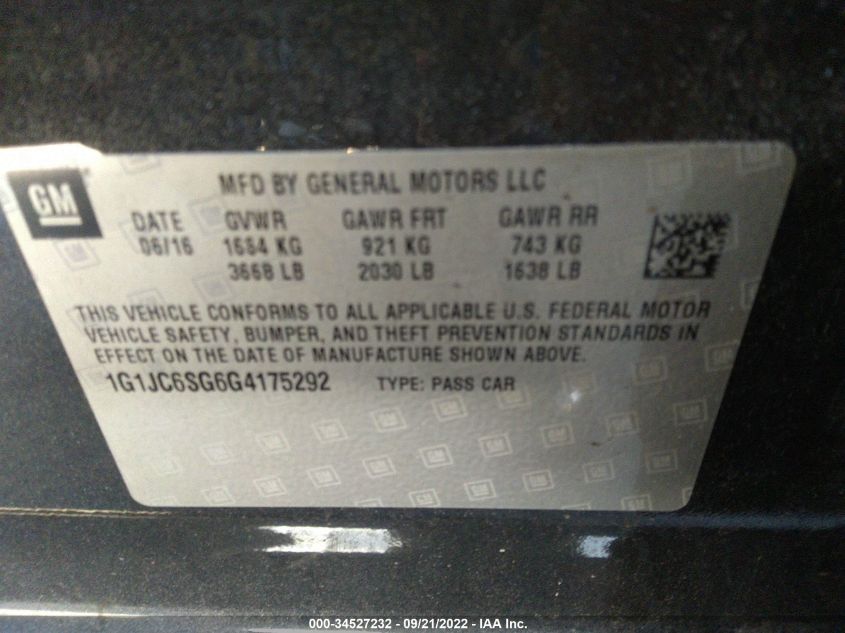 GM
MFD BY GENERAL MOTORS LLC
DATE GVWR GAWR FRT GAWR RR
06/16 1684 KG 921 KG 743 KG
3668 LB 2030 LB 1638 LB
THIS VEHICLE CONFORMS TO ALL APPLICABLE U.S. FEDERAL MOTOR
VEHICLE SAFETY, BUMPER, AND THEFT PREVENTION STANDARDS IN
EFFECT ON THE DATE OF MANUFACTURE SHOWN ABOVE.
1G1JC6SG6G4175292 TYPE: PASS CAR
000-34527232 - 09/21/2022 - IAA Inc.